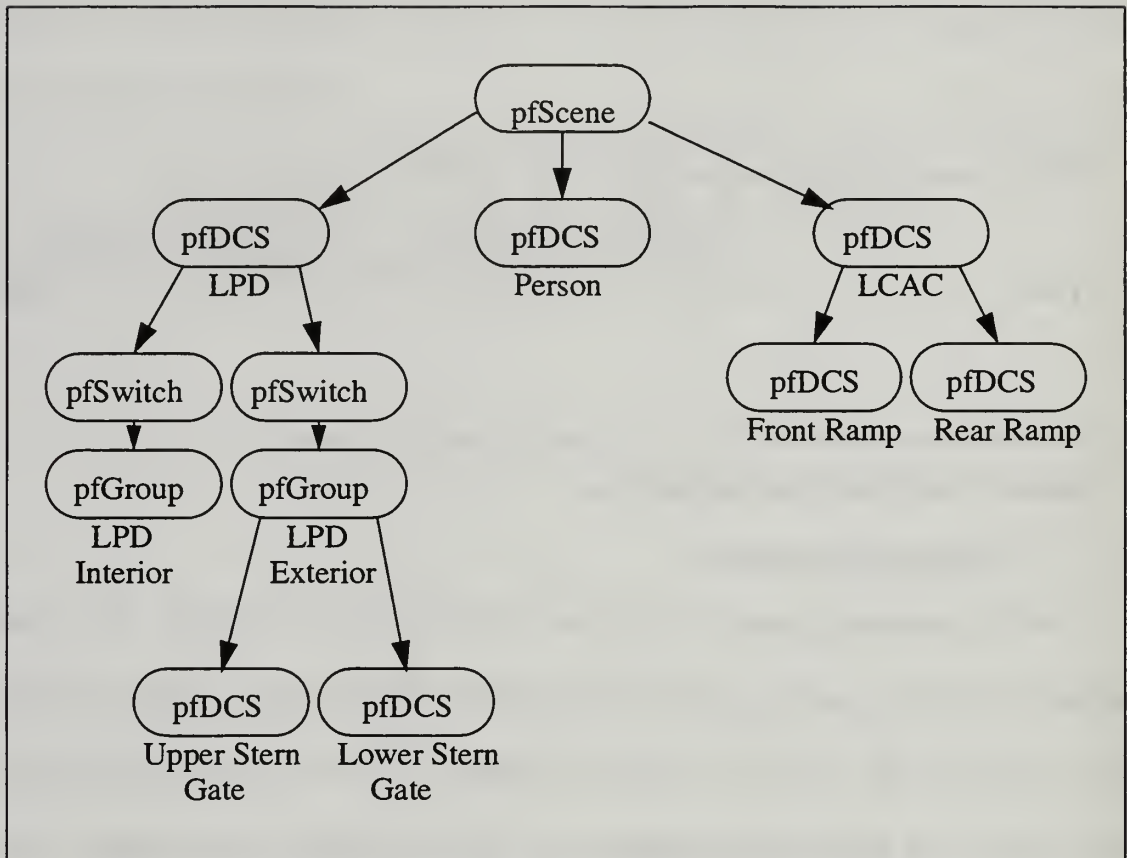 pfScene
pfDCS
LPD
pfDCS
Person
pfDCS
LCAC
pfSwitch
pfSwitch
pfDCS
Front Ramp
pfDCS
Rear Ramp
pfGroup
LPD
Interior
pfGroup
LPD
Exterior
pfDCS
Upper Stern
Gate
pfDCS
Lower Stern
Gate